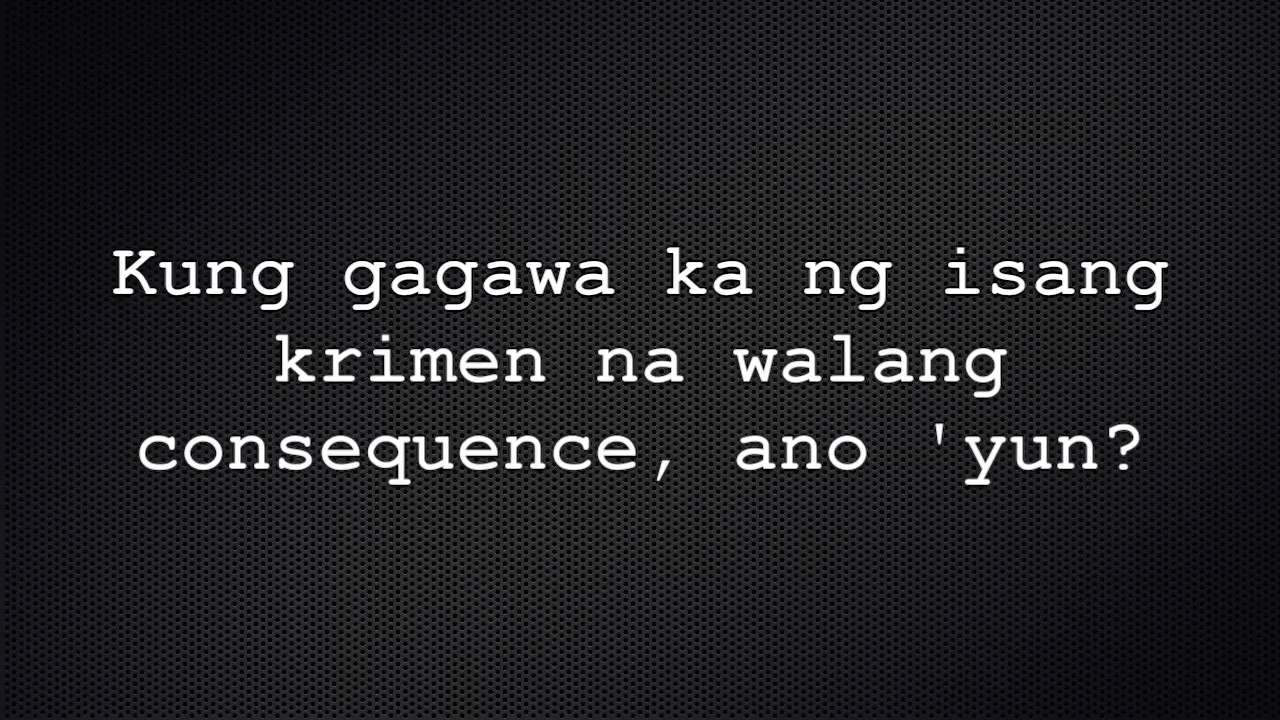 Kung gagawa ka ng isang
krimen na walang
consequence, ano 'yun?